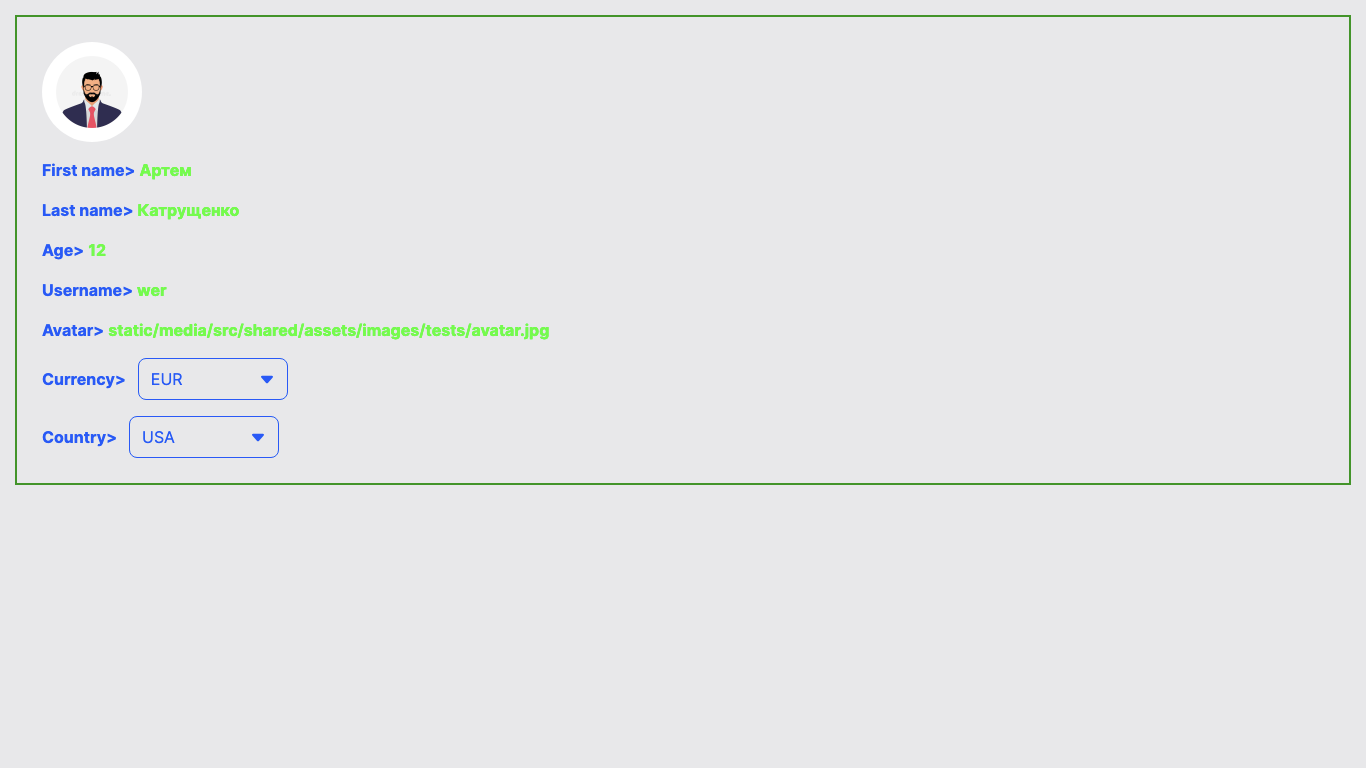 First name> Артем
Last name> Катрущенко
Age> 12
Username> wer
Avatar> static/media/src/shared/assets/images/tests/avatar.jpg
Currency> EUR
Country> USA